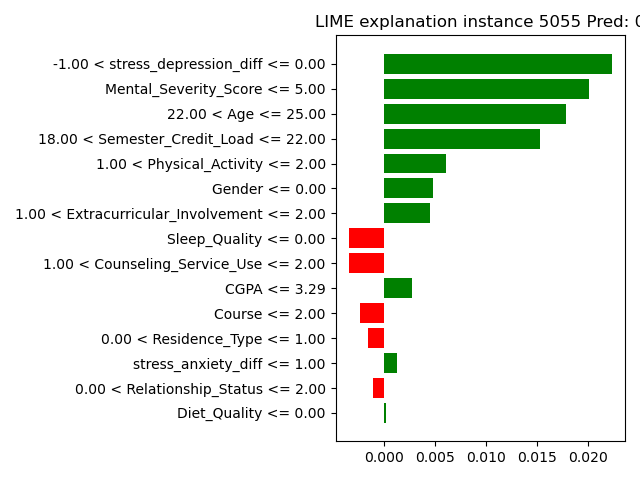 LIME explanation instance 5055 Pred: 0
-1.00 < stress_depression_diff <= 0.00
Mental_Severity_Score <= 5.00
22.00 < Age <= 25.00
18.00 < Semester_Credit_Load <= 22.00
1.00 < Physical_Activity <= 2.00
Gender <= 0.00
1.00 < Extracurricular_Involvement <= 2.00
Sleep_Quality <= 0.00
1.00 < Counseling_Service_Use <= 2.00
CGPA <= 3.29
Course <= 2.00
0.00 < Residence_Type <= 1.00
stress_anxiety_diff <= 1.00
0.00 < Relationship_Status <= 2.00
Diet_Quality <= 0.00
0.000 0.005 0.010 0.015 0.020